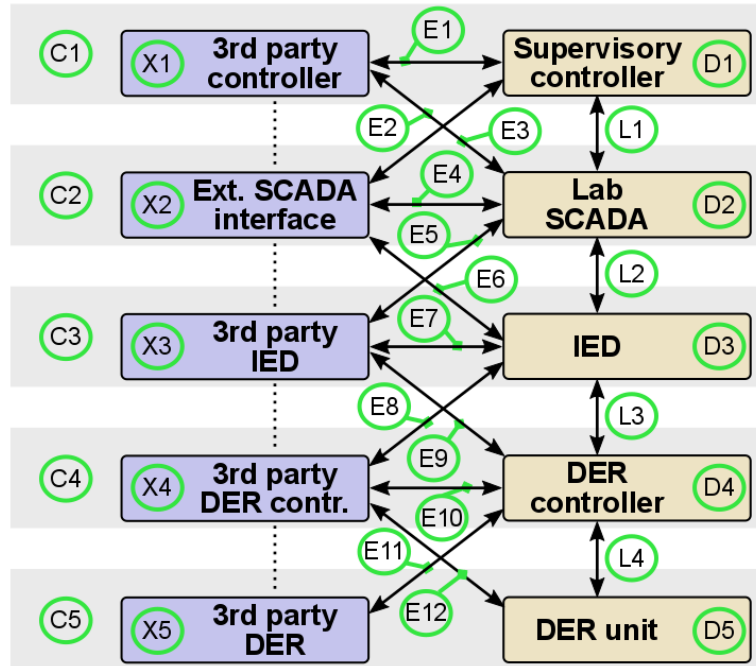 C1
X1
3rd party
controller
E1
Supervisory
controller
D1
E2
E3
L1
C2
X2
Ext. SCADA
interface
E4
Lab
SCADA
D2
E5
E6
L2
C3
X3
3rd party
IED
E7
IED
D3
E8
E9
L3
C4
X4
3rd party
DER contr.
E10
DER
controller
D4
E11
E12
L4
C5
X5
3rd party
DER
DER unit
D5